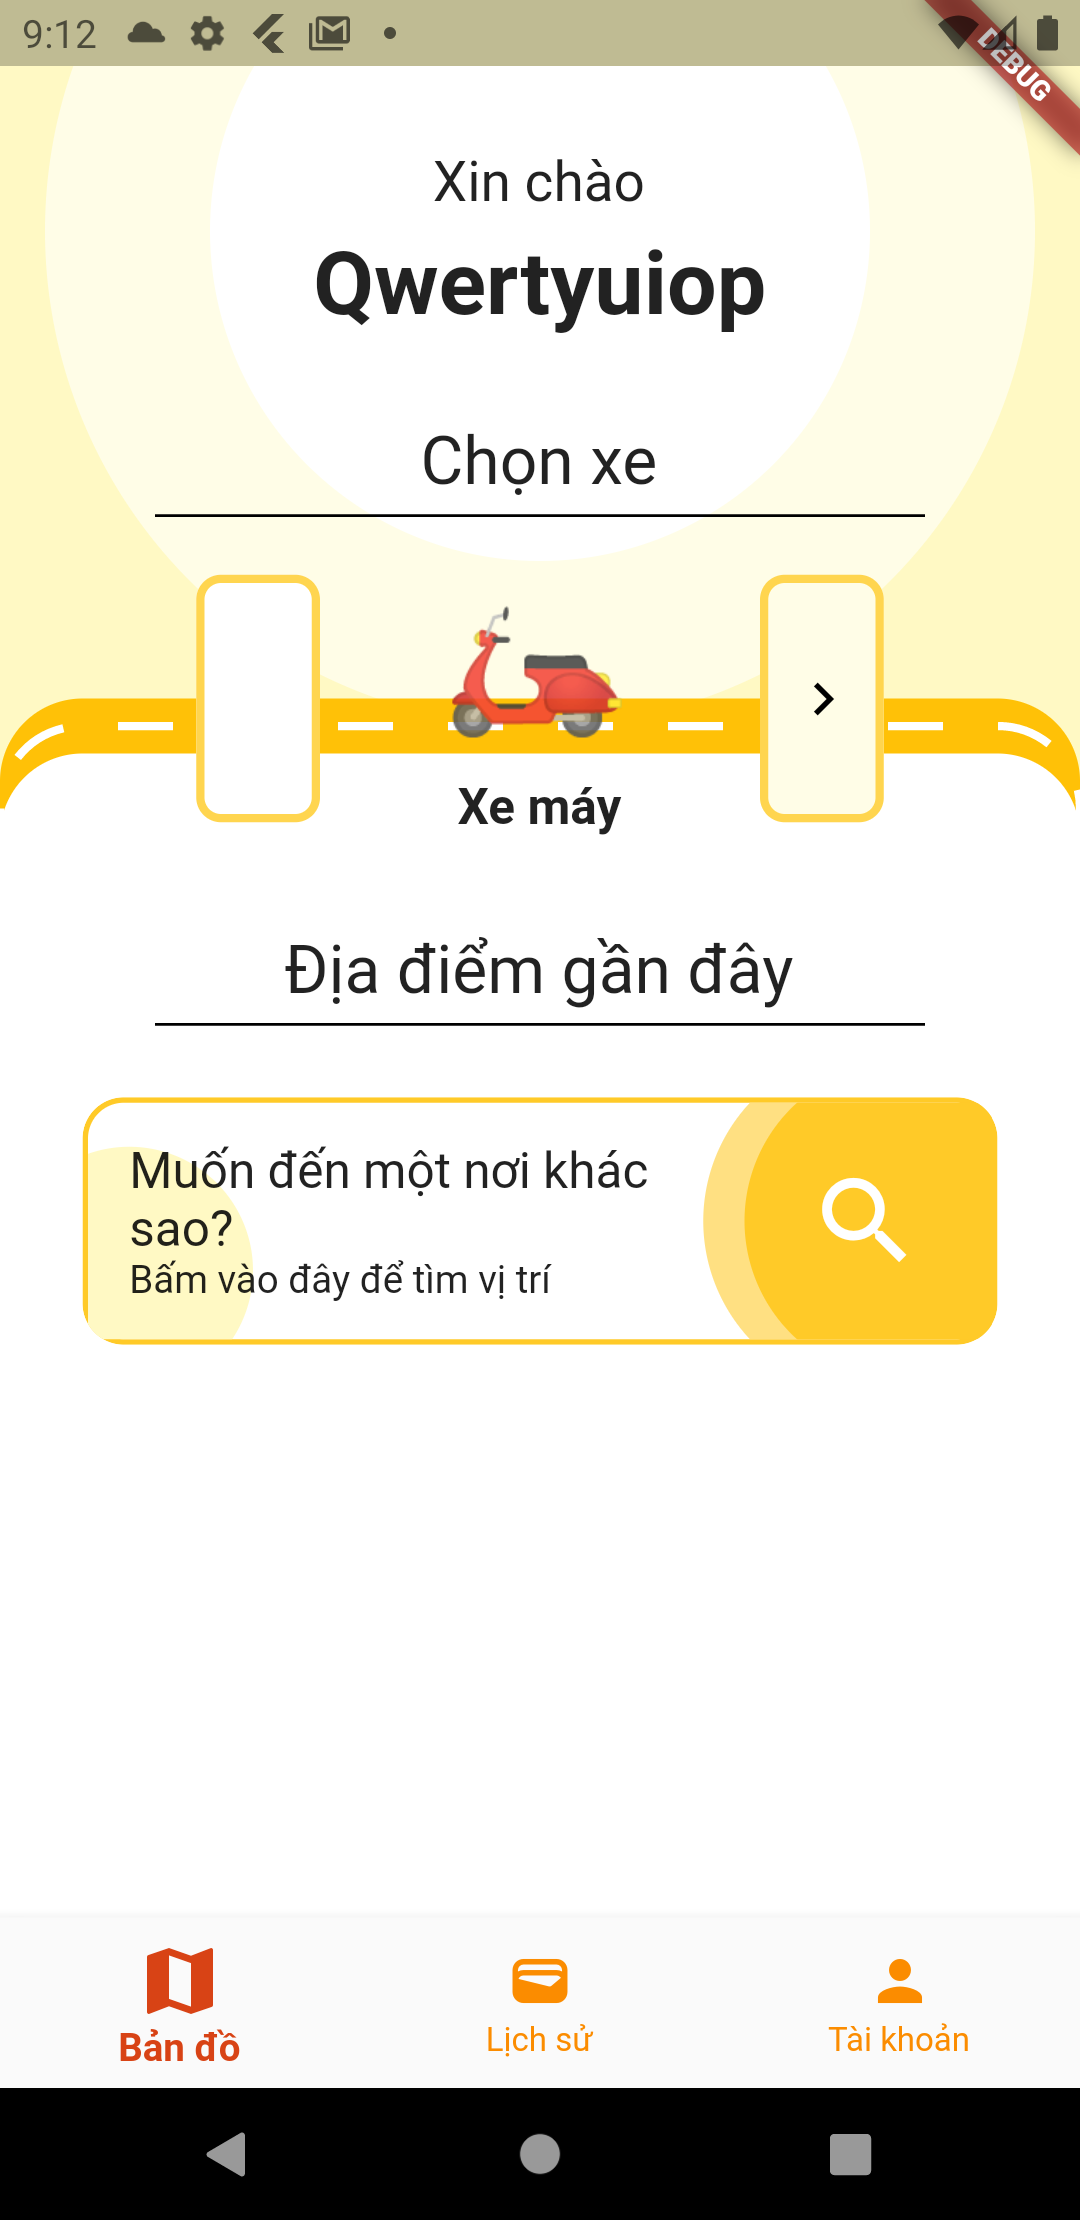 9:12
DEBUG
Xin chào
Qwertyuiop
Chọn xe
Xe máy
Địa điểm gần đây
Muốn đến một nơi khác
sao?
Bấm vào đây để tìm vị trí
Bản đồ
Lịch sử
Tài khoản